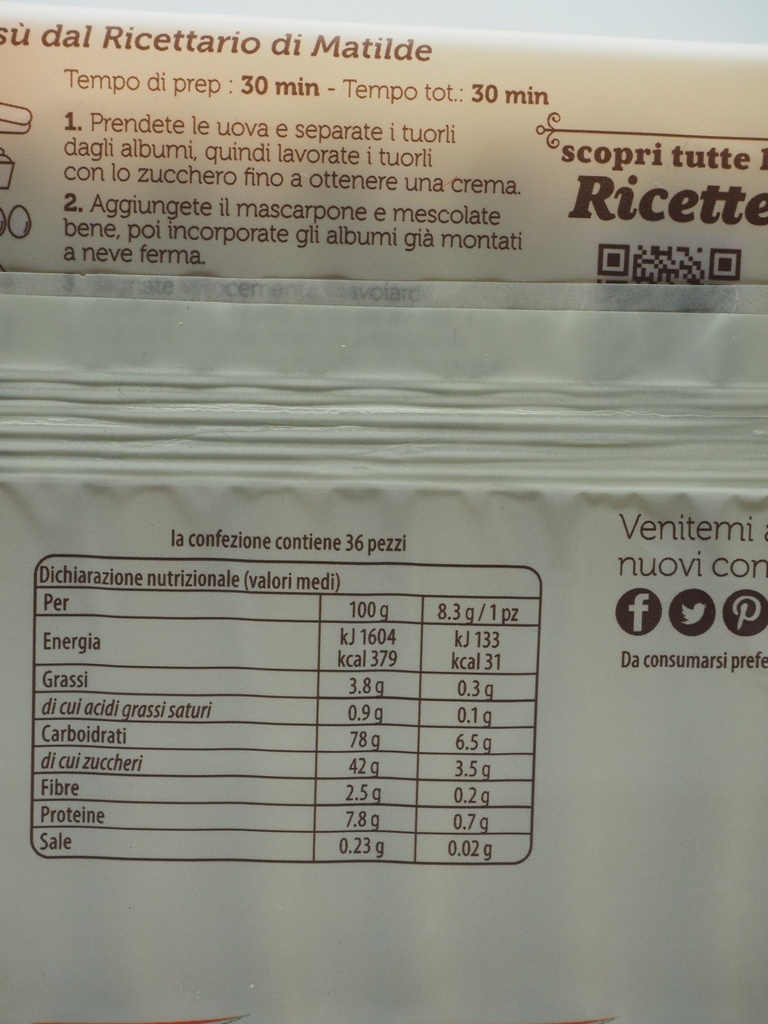 sù dal Ricettario di Matilde
Tempo di prep : 30 min - Tempo tot.: 30 min
1. Prendete le uova e separate i tuorli
dagli albumi, quindi lavorate i tuorli
con lo zucchero fino a ottenere una crema.
2. Aggiungete il mascarpone e mescolate
bene, poi incorporate gli albumi già montati
a neve ferma.
scopri tutte l
Ricette
la confezione contiene 36 pezzi
Dichiarazione nutrizionale (valori medi)
Per 100 g 8.3 g / 1 pz
Energia kJ 1604 kJ 133
kcal 379 kcal 31
Grassi 3.8 g 0.3 g
di cui acidi grassi saturi 0.9 g 0.1 g
Carboidrati 78 g 6.5 g
di cui zuccheri 42 g 3.5 g
Fibre 2.5 g 0.2 g
Proteine 7.8 g 0.7 g
Sale 0.23 g 0.02 g
Venitemi a
nuovi con
Da consumarsi prefe